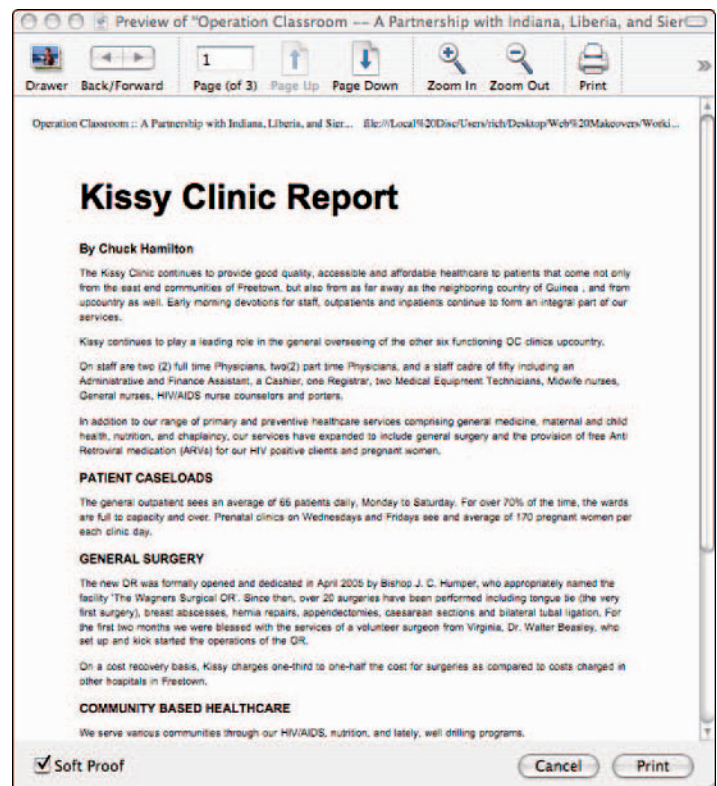 Preview of "Operation Classroom –– A Partnership with Indiana, Liberia, and Sier
1
Drawer Back/Forward Page (of 3) Page Up Page Down Zoom In Zoom Out Print
Operation Classroom :: A Partnership with Indiana, Liberia, and Sier... file:///Local%20Disc/Users/rich/Desktop/Web%20Makeovers/Worki...
Kissy Clinic Report
By Chuck Hamilton
The Kissy Clinic continues to provide good quality, accessible and affordable healthcare to patients that come not only
from the east end communities of Freetown, but also from as far away as the neighboring country of Guinea , and from
upcountry as well. Early morning devotions for staff, outpatients and inpatients continue to form an integral part of our
services.
Kissy continues to play a leading role in the general overseeing of the other six functioning OC clinics upcountry.
On staff are two (2) full time Physicians, two(2) part time Physicians, and a staff cadre of fifty including an
Administrative and Finance Assistant, a Cashier, one Registrar, two Medical Equipment Technicians, Midwife nurses,
General nurses, HIV/AIDS nurse counselors and porters.
In addition to our range of primary and preventive healthcare services comprising general medicine, maternal and child
health, nutrition, and chaplaincy, our services have expanded to include general surgery and the provision of free Anti
Retroviral medication (ARVs) for our HIV positive clients and pregnant women.
PATIENT CASELOADS
The general outpatient sees an average of 66 patients daily, Monday to Saturday. For over 70% of the time, the wards
are full to capacity and over. Prenatal clinics on Wednesdays and Fridays see and average of 170 pregnant women per
each clinic day.
GENERAL SURGERY
The new OR was formally opened and dedicated in April 2005 by Bishop J. C. Humper, who appropriately named the
facility 'The Wagners Surgical OR'. Since then, over 20 surgeries have been performed including tongue tie (the very
first surgery), breast abscesses, hernia repairs, appendectomies, caesarean sections and bilateral tubal ligation. For
the first two months we were blessed with the services of a volunteer surgeon from Virginia, Dr. Walter Beasley, who
set up and kick started the operations of the OR.
On a cost recovery basis, Kissy charges one-third to one-half the cost for surgeries as compared to costs charged in
other hospitals in Freetown.
COMMUNITY BASED HEALTHCARE
We serve various communities through our HIV/AIDS, nutrition, and lately, well drilling programs.
Soft Proof Cancel Print